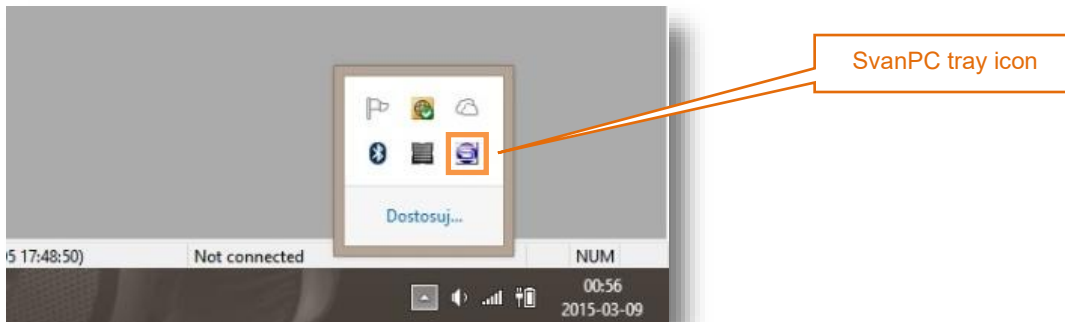 SvanPC tray icon
Dostosuj...
5 17:48:50) Not connected NUM
00:56
2015-03-09